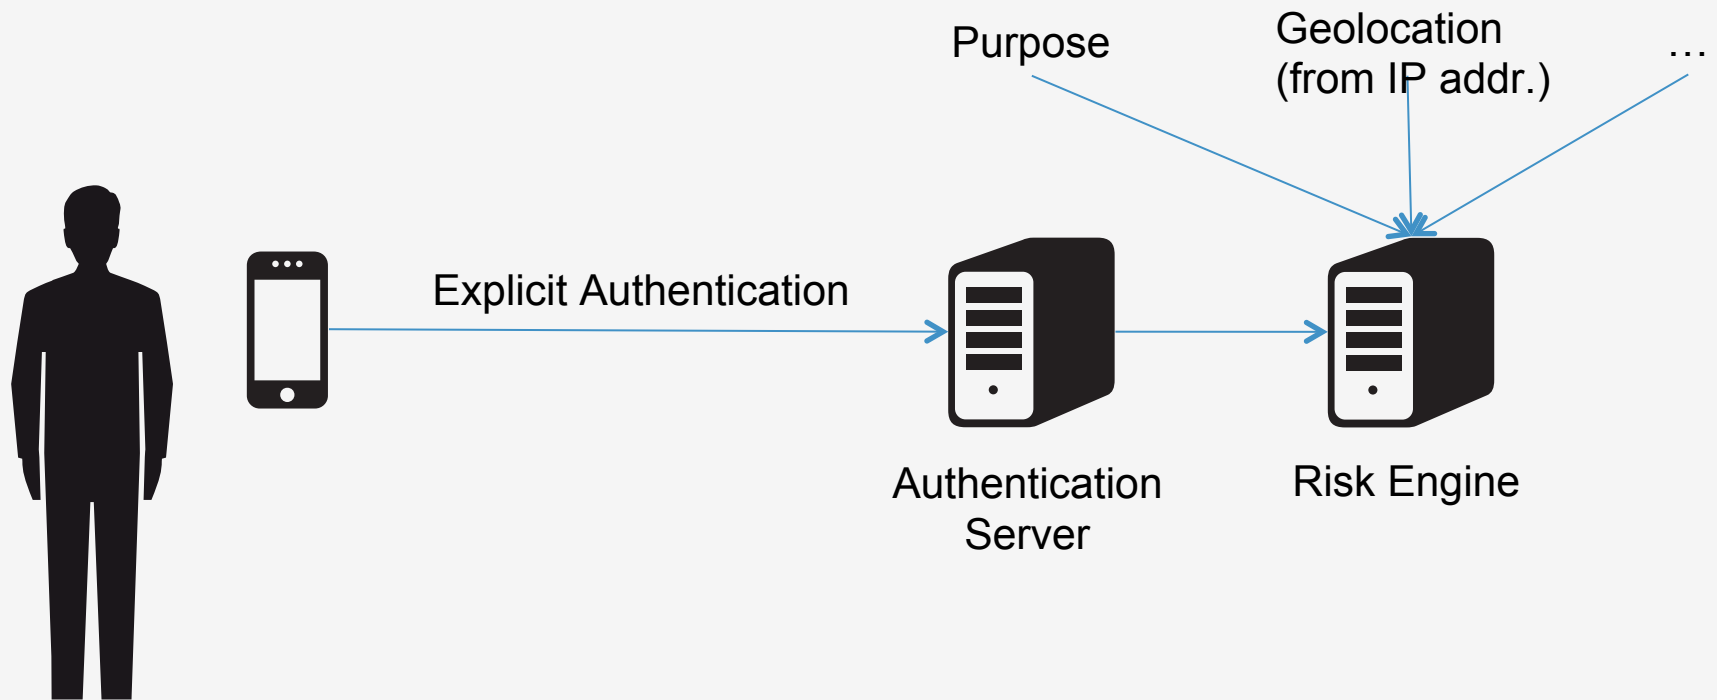 Purpose
Geolocation
(from IP addr.)
...
Explicit Authentication
Authentication
Server
Risk Engine